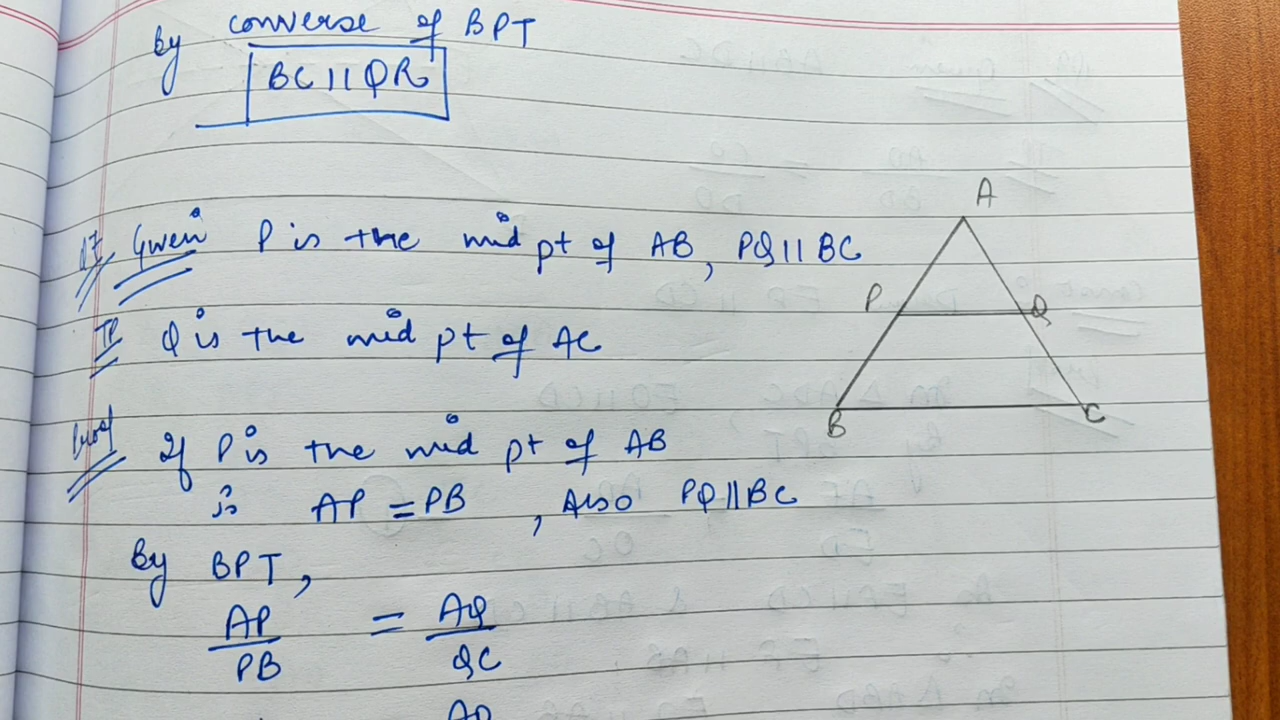 By converse of BPT
BC || QR
Given P is the mid pt of AB, PQ || BC
TP Q is the mid pt of AC
Proof If P is the mid pt of AB
∴ AP = PB , Also PQ || BC
By BPT,
AP/PB = AQ/QC
A
P
Q
B
C